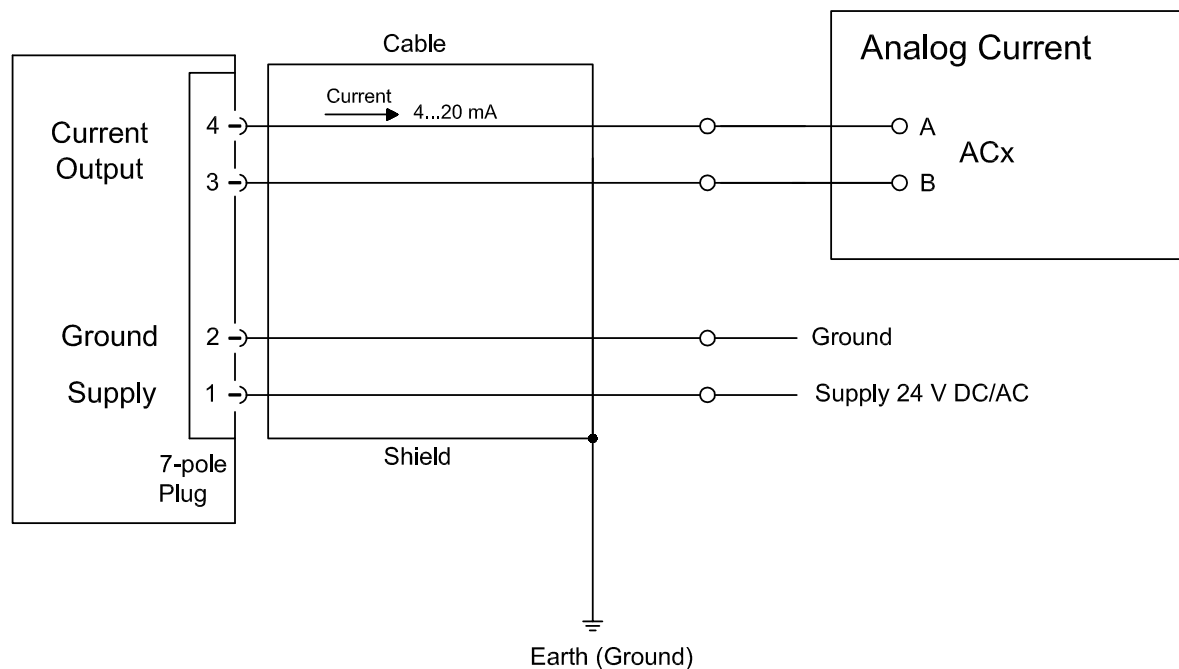 Cable
Analog Current
Current
4...20 mA
Current
Output
4
A
ACx
3
B
Ground
2
Ground
Supply
1
Supply 24 V DC/AC
7-pole
Plug
Shield
Earth (Ground)